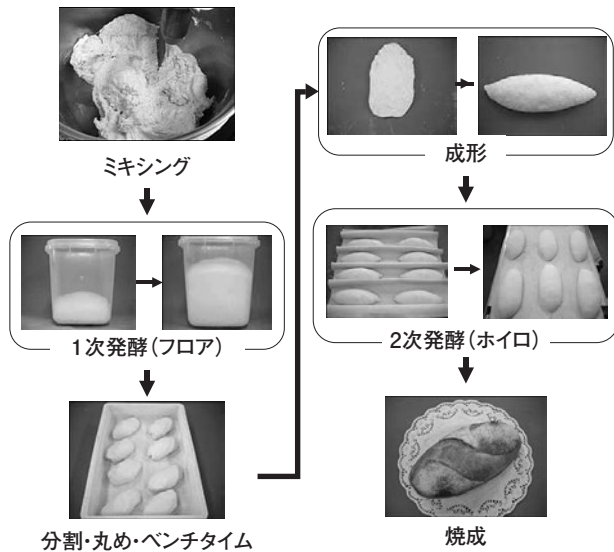 ミキシング
1次発酵（フロア）
分割・丸め・ベンチタイム
成形
2次発酵（ホイロ）
焼成